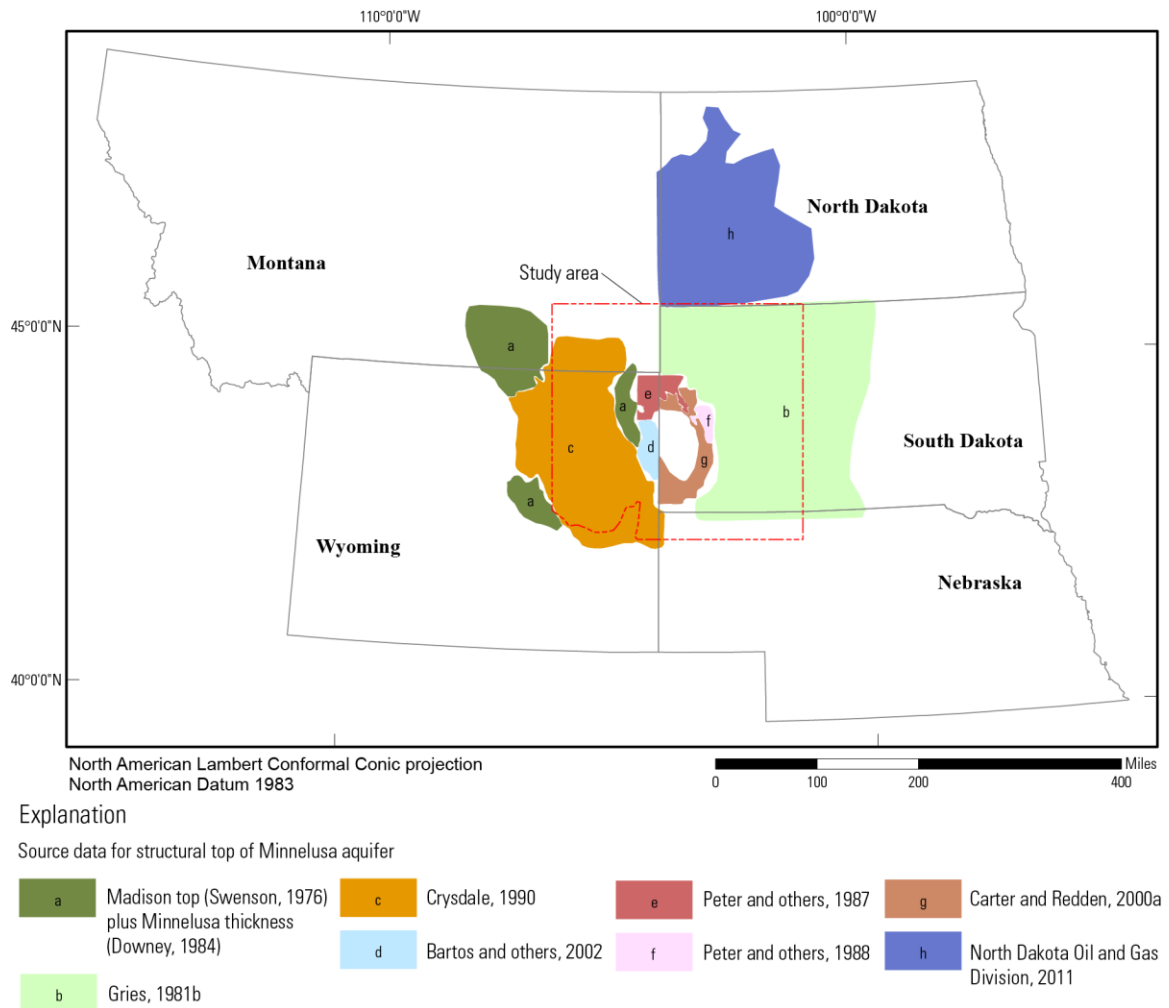 110°0'0"W
100°0'0"W
North Dakota
h
Montana
Study area
45°0'0"N
a
e
a
b
f
c
South Dakota
d
g
a
Wyoming
Nebraska
40°0'0"N
North American Lambert Conformal Conic projection
North American Datum 1983
Miles
0 100 200 400
Explanation
Source data for structural top of Minnelusa aquifer
a Madison top (Swenson, 1976)
plus Minnelusa thickness
(Downey, 1984)
b Gries, 1981b
c Crysdale, 1990
d Bartos and others, 2002
e Peter and others, 1987
f Peter and others, 1988
g Carter and Redden, 2000a
h North Dakota Oil and Gas
Division, 2011